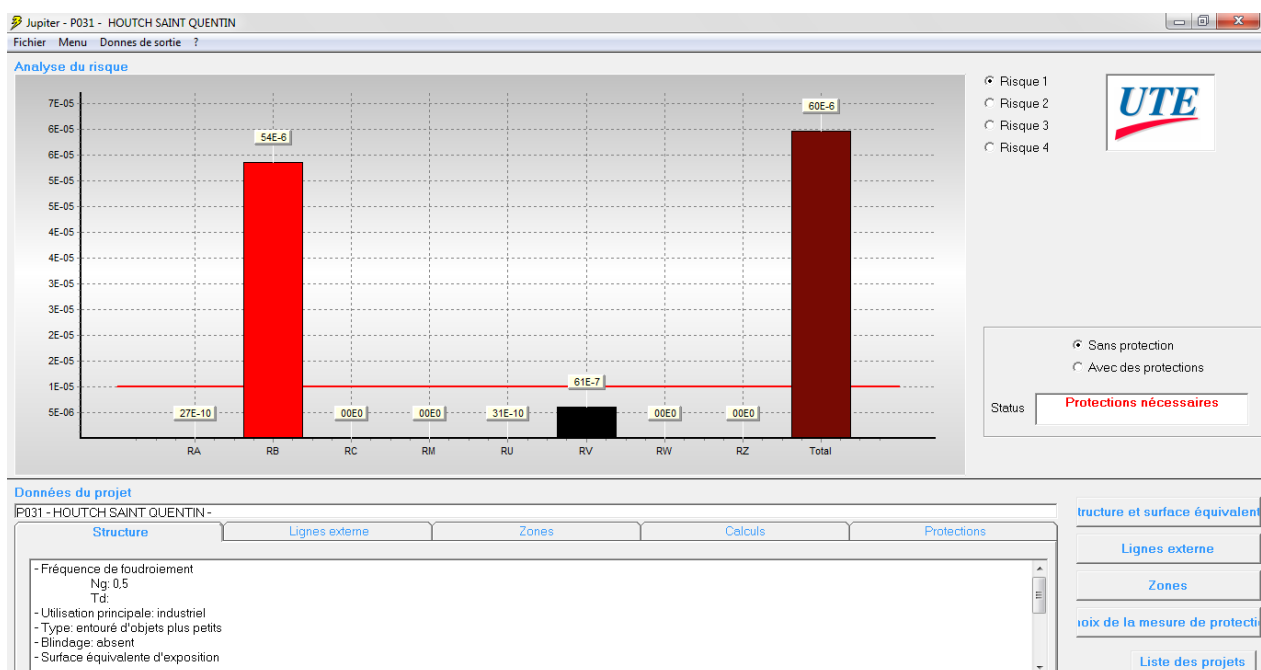 Jupiter - P031 - HOUTCH SAINT QUENTIN
Fichier Menu Donnes de sortie ?
Analyse du risque
7E-05
6E-05
6E-05
5E-05
5E-05
4E-05
4E-05
3E-05
3E-05
2E-05
2E-05
1E-05
5E-06
27E-10
54E-6
00E0
00E0
31E-10
61E-7
00E0
00E0
60E-6
RA RB RC RM RU RV RW RZ Total
Risque 1
Risque 2
Risque 3
Risque 4
UTE
Sans protection
Avec des protections
Status Protections nécessaires
Données du projet
P031 - HOUTCH SAINT QUENTIN -
Structure Lignes externe Zones Calculs Protections
- Fréquence de foudroiement
Ng: 0,5
Td:
- Utilisation principale: industriel
- Type: entouré d'objets plus petits
- Blindage: absent
- Surface équivalente d'exposition
tructure et surface équivalent
Lignes externe
Zones
noix de la mesure de protecti
Liste des projets